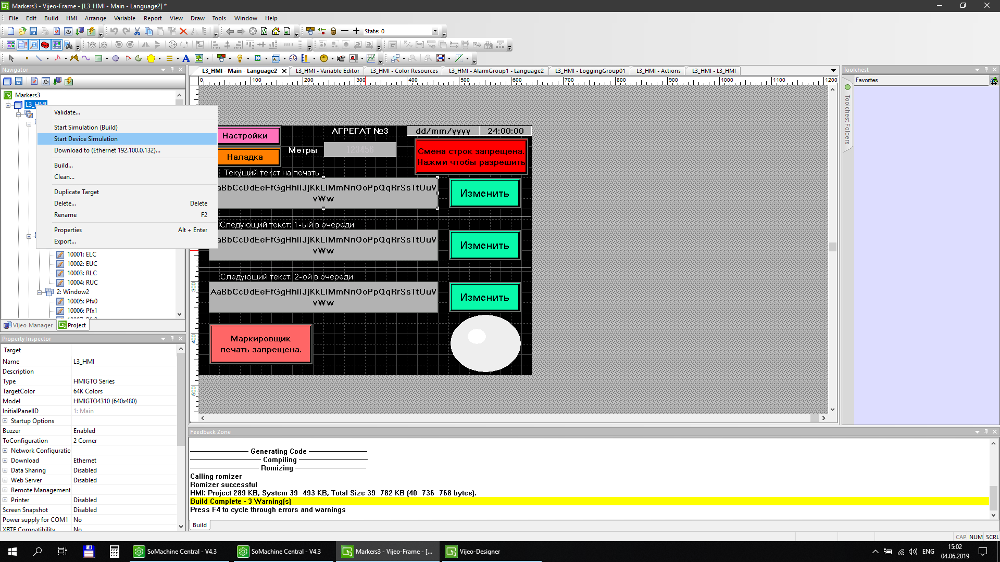 Markers3 - Vijeo-Frame - [L3_HMI - Main - Language2] *
File Edit Build HMI Arrange Variable Report View Draw Tools Window Help
State: 0
Navigator
L3_HMI - Main - Language2
L3_HMI - Variable Editor
L3_HMI - Color Resources
L3_HMI - AlarmGroup1 - Language2
L3_HMI - LoggingGroup01
L3_HMI - Actions
L3_HMI - L3_HMI
Toolchest
Favorites
Toolchest Folders
0 100 200 300 400 500 600 700 800 900 1000 1100 1200
Markers3
L3_HMI
Validate...
Start Simulation (Build)
Start Device Simulation
Download to (Ethernet 192.100.0.132)...
Build...
Clean...
Duplicate Target
Delete... Delete
Rename F2
Properties Alt + Enter
Export...
10001: ELC
10002: EUC
10003: RLC
10004: RUC
2: Window2
10005: Pfx0
10006: Pfx1
Vijeo-Manager
Project
Настройки
АГРЕГАТ №3
dd/mm/yyyy
24:00:00
Наладка
Метры
123456
Смена строк запрещена.
Нажми чтобы разрешить
Текущий текст на печать
aBbCcDdEeFfGgHhIiJjKkLlMmNnOoPpQqRrSsTtUuV
vWw
Изменить
Следующий текст: 1-ый в очереди
aBbCcDdEeFfGgHhIiJjKkLlMmNnOoPpQqRrSsTtUuV
vWw
Изменить
Следующий текст: 2-ой в очереди
AaBbCcDdEeFfGgHhIiJjKkLlMmNnOoPpQqRrSsTtUuV
vWw
Изменить
Маркировщик
печать запрещена.
300
400
500
Property Inspector
Target
Name L3_HMI
Description
Type HMIGTO Series
TargetColor 64K Colors
Model HMIGTO4310 (640x480)
InitialPanelID 1: Main
Startup Options
Buzzer Enabled
ToConfiguration 2 Corner
Network Configuratio
Download Ethernet
Data Sharing Disabled
Web Server Disabled
Remote Management
Printer Disabled
Screen Snapshot Disabled
Power supply for COM1 No
XBTF Compatibility No
Feedback Zone
Generating Code
Compiling
Romizing
Calling romizer
Romizer successful
HMI: Project 289 KB, System 39 493 KB, Total Size 39 782 KB (40 736 768 bytes).
Build Complete - 3 Warning(s)
Press F4 to cycle through errors and warnings
Build
CAP NUM SCRL
SoMachine Central - V4.3
SoMachine Central - V4.3
Markers3 - Vijeo-Frame - [...
Vijeo-Designer
ENG
15:02
04.06.2019